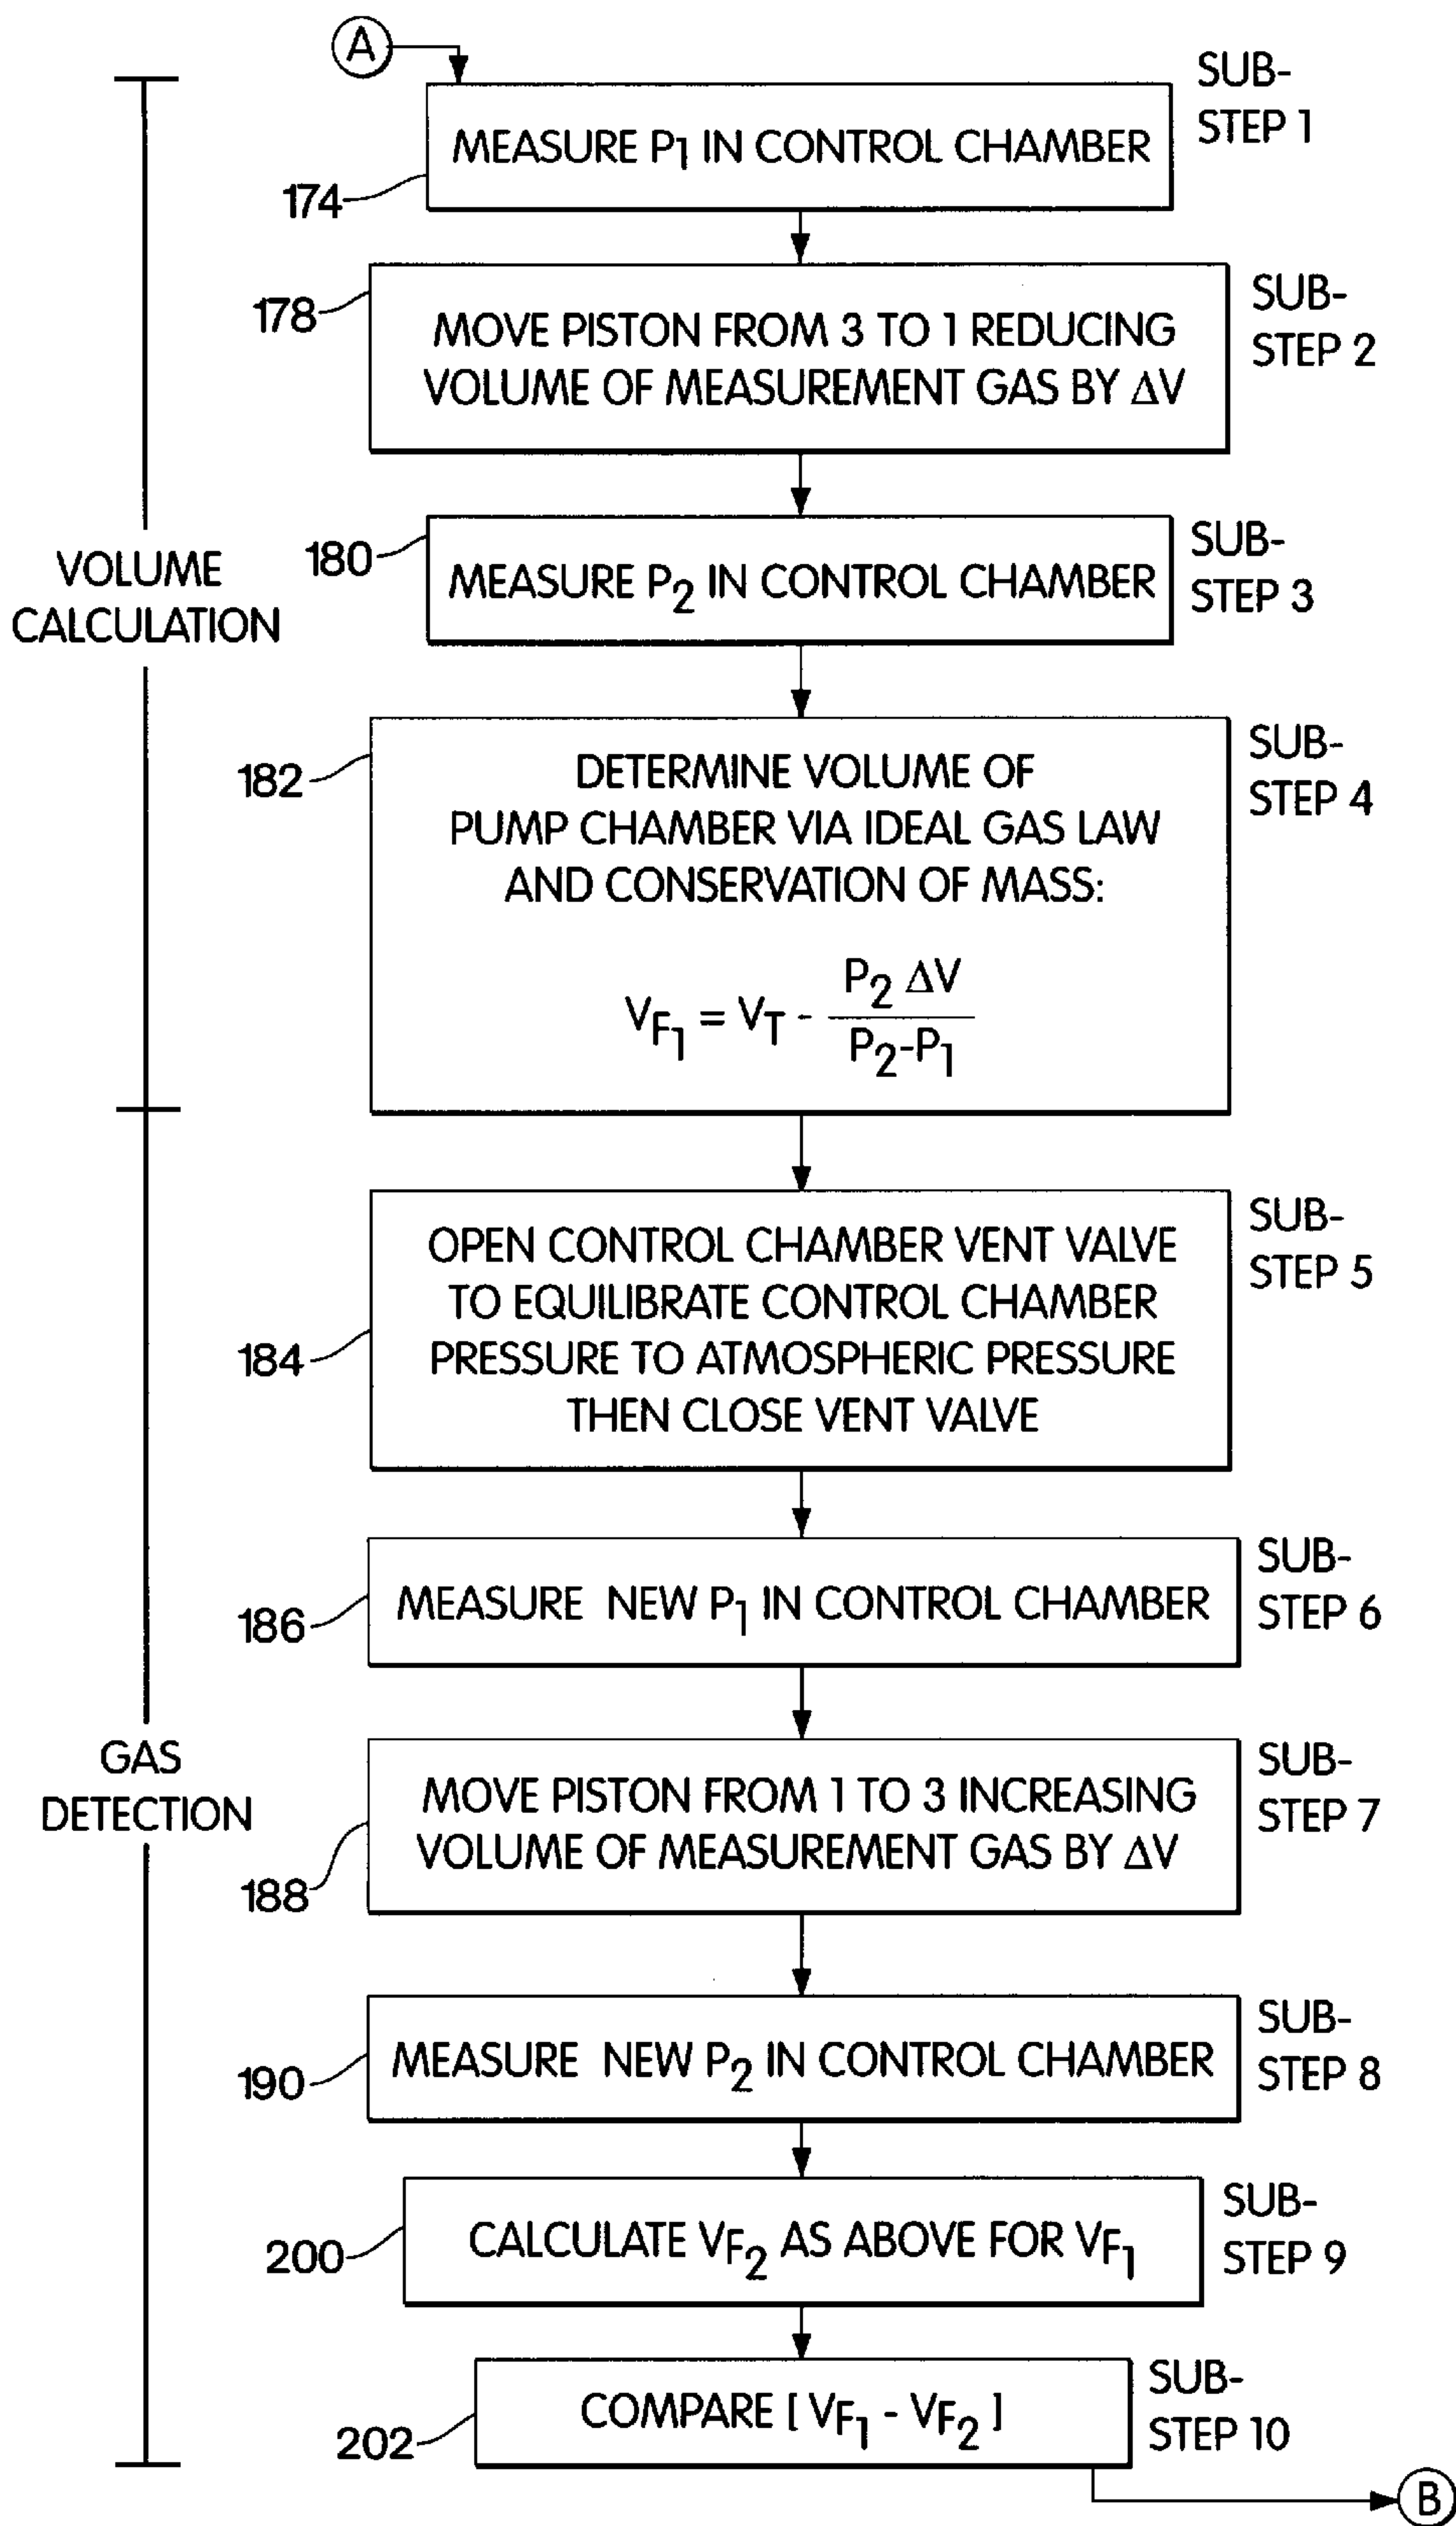 A
SUB-
STEP 1
MEASURE P1 IN CONTROL CHAMBER
174
SUB-
STEP 2
178
MOVE PISTON FROM 3 TO 1 REDUCING
VOLUME OF MEASUREMENT GAS BY ΔV
SUB-
STEP 3
180
MEASURE P2 IN CONTROL CHAMBER
VOLUME
CALCULATION
SUB-
STEP 4
182
DETERMINE VOLUME OF
PUMP CHAMBER VIA IDEAL GAS LAW
AND CONSERVATION OF MASS:
VF1 = VT - P2 ΔV / P2-P1
SUB-
STEP 5
OPEN CONTROL CHAMBER VENT VALVE
TO EQUILIBRATE CONTROL CHAMBER
PRESSURE TO ATMOSPHERIC PRESSURE
THEN CLOSE VENT VALVE
184
SUB-
STEP 6
MEASURE NEW P1 IN CONTROL CHAMBER
186
GAS
DETECTION
SUB-
STEP 7
MOVE PISTON FROM 1 TO 3 INCREASING
VOLUME OF MEASUREMENT GAS BY ΔV
188
SUB-
STEP 8
MEASURE NEW P2 IN CONTROL CHAMBER
190
SUB-
STEP 9
CALCULATE VF2 AS ABOVE FOR VF1
200
SUB-
STEP 10
COMPARE [ VF1 - VF2 ]
202
B